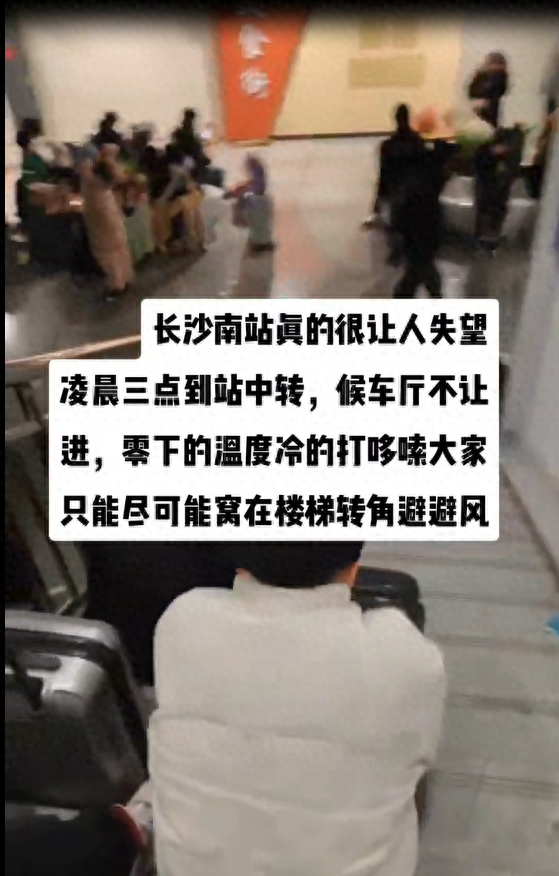 食街
长沙南站真的很让人失望
凌晨三点到站中转，候车厅不让
进，零下的温度冷的打哆嗦大家
只能尽可能窝在楼梯转角避避风